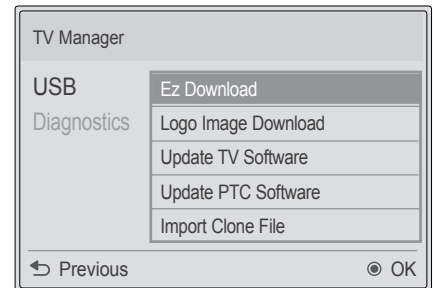 TV Manager
USB
Ez Download
Diagnostics
Logo Image Download
Update TV Software
Update PTC Software
Import Clone File
Previous
OK